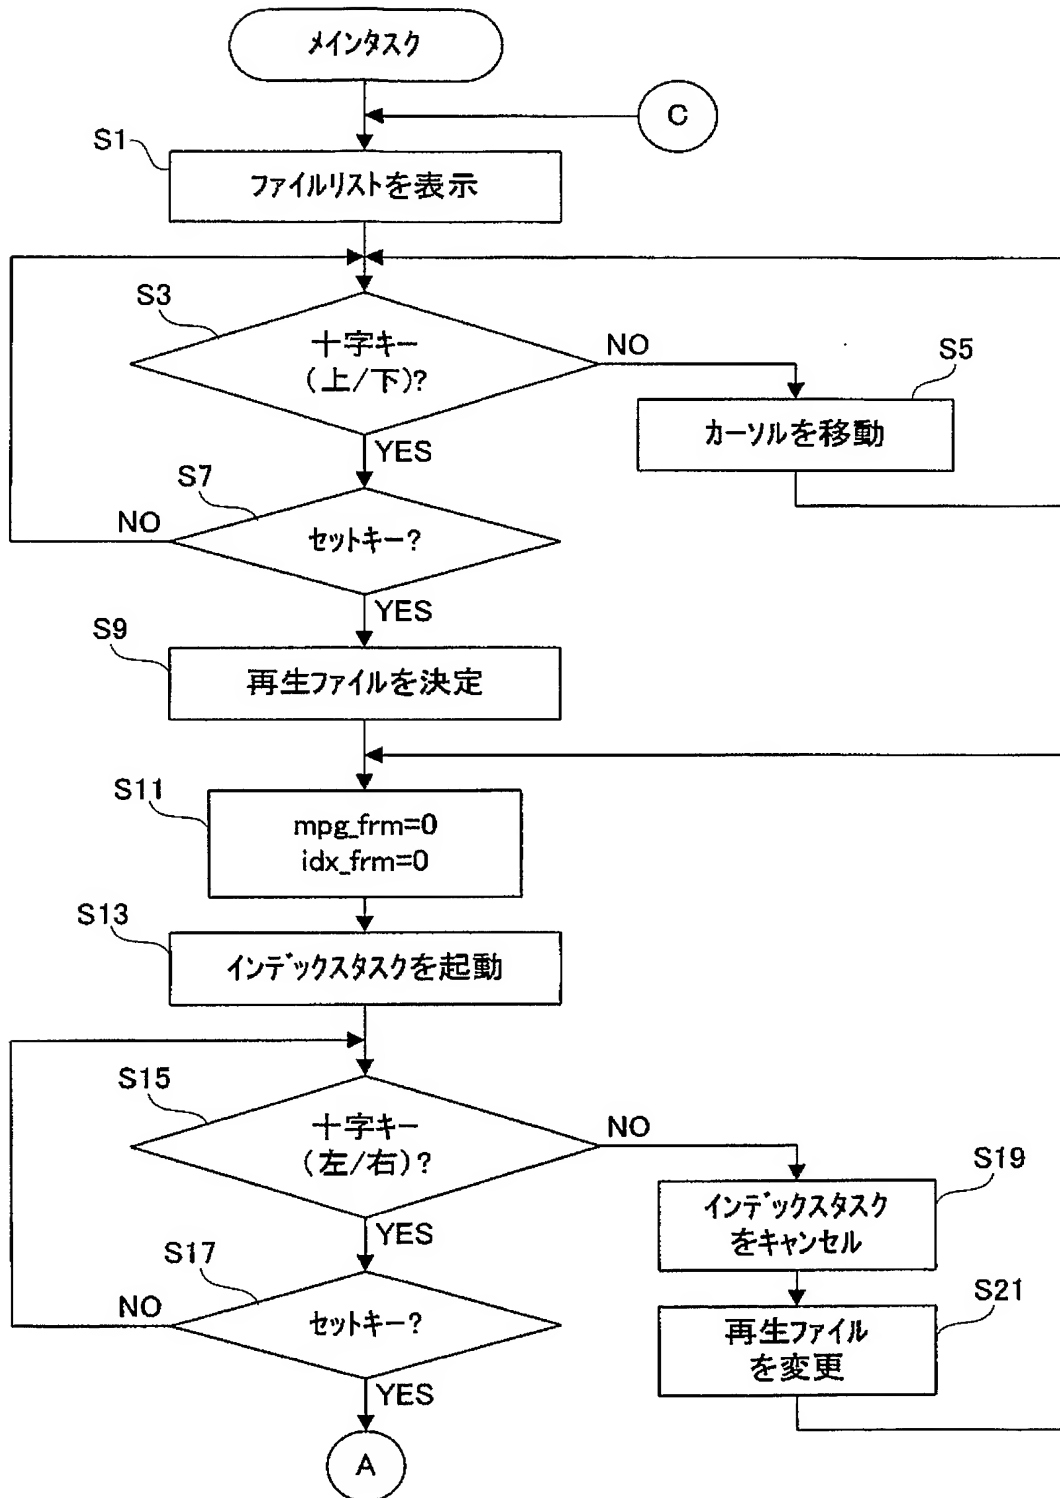 メインタスク
C
S1
ファイルリストを表示
S3
十字キー
(上/下)?
NO
S5
カーソルを移動
YES
S7
NO
セットキー?
YES
S9
再生ファイルを決定
S11
mpg_frm=0
idx_frm=0
S13
インデックスタスクを起動
S15
十字キー
(左/右)?
NO
S19
インデックスタスク
をキャンセル
YES
S17
NO
セットキー?
S21
再生ファイル
を変更
YES
A